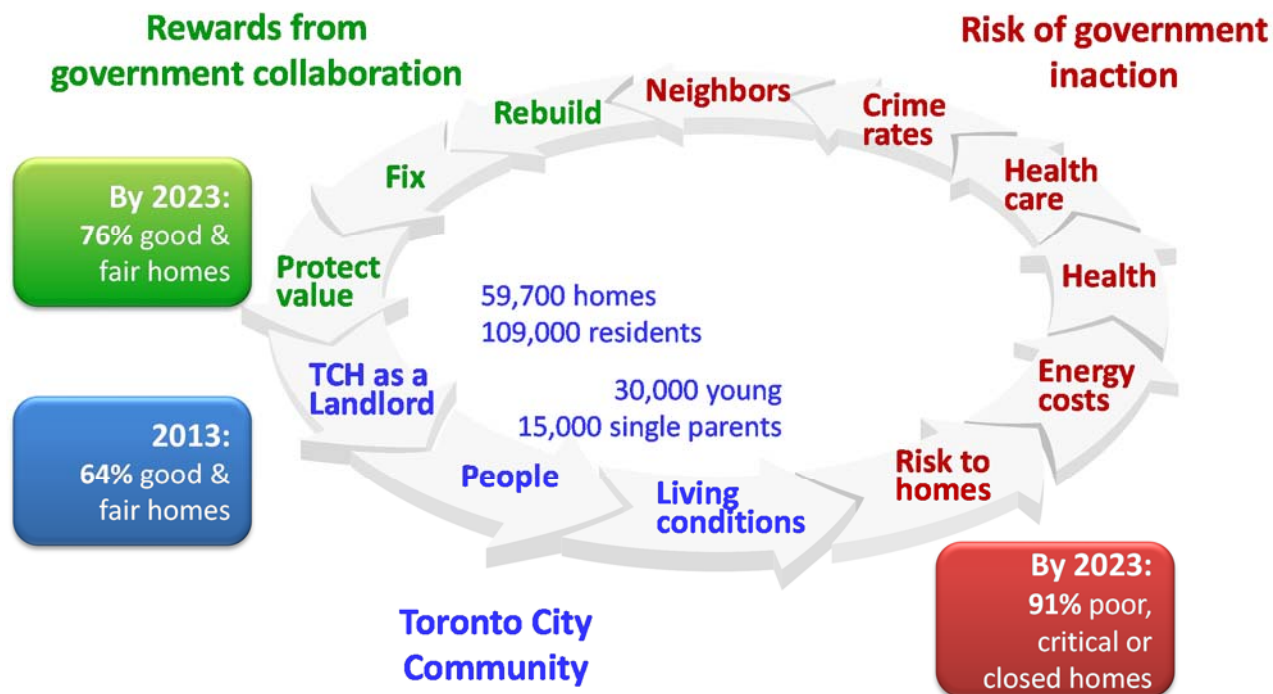 Rewards from
government collaboration
Risk of government
inaction
Neighbors
Rebuild
Crime
rates
Fix
Health
care
By 2023:
76% good &
fair homes
Protect
value
Health
59,700 homes
109,000 residents
TCH as a
Landlord
30,000 young
15,000 single parents
Energy
costs
2013:
64% good &
fair homes
People
Living
conditions
Risk to
homes
By 2023:
91% poor,
critical or
closed homes
Toronto City
Community